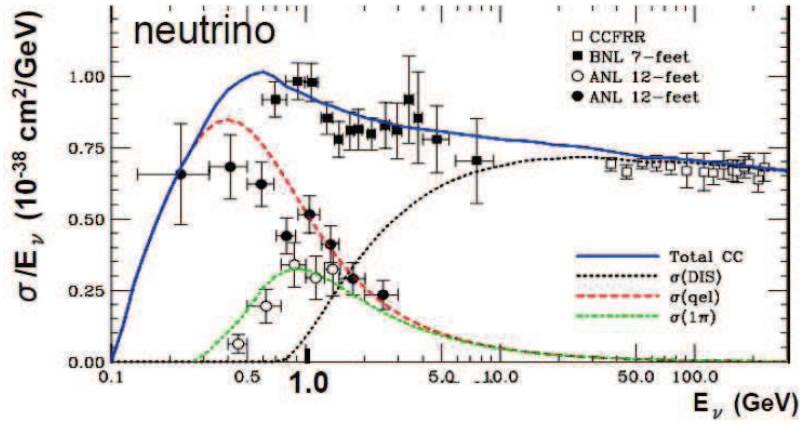 neutrino
CCFRR
BNL 7-feet
ANL 12-feet
ANL 12-feet
1.00
0.75
0.50
0.25
0.00
σ/Eν (10-38 cm2/GeV)
Total CC
σ(DIS)
σ(qel)
σ(1π)
0.1
0.5
1.0
5.0
10.0
50.0
100.0
Eν (GeV)